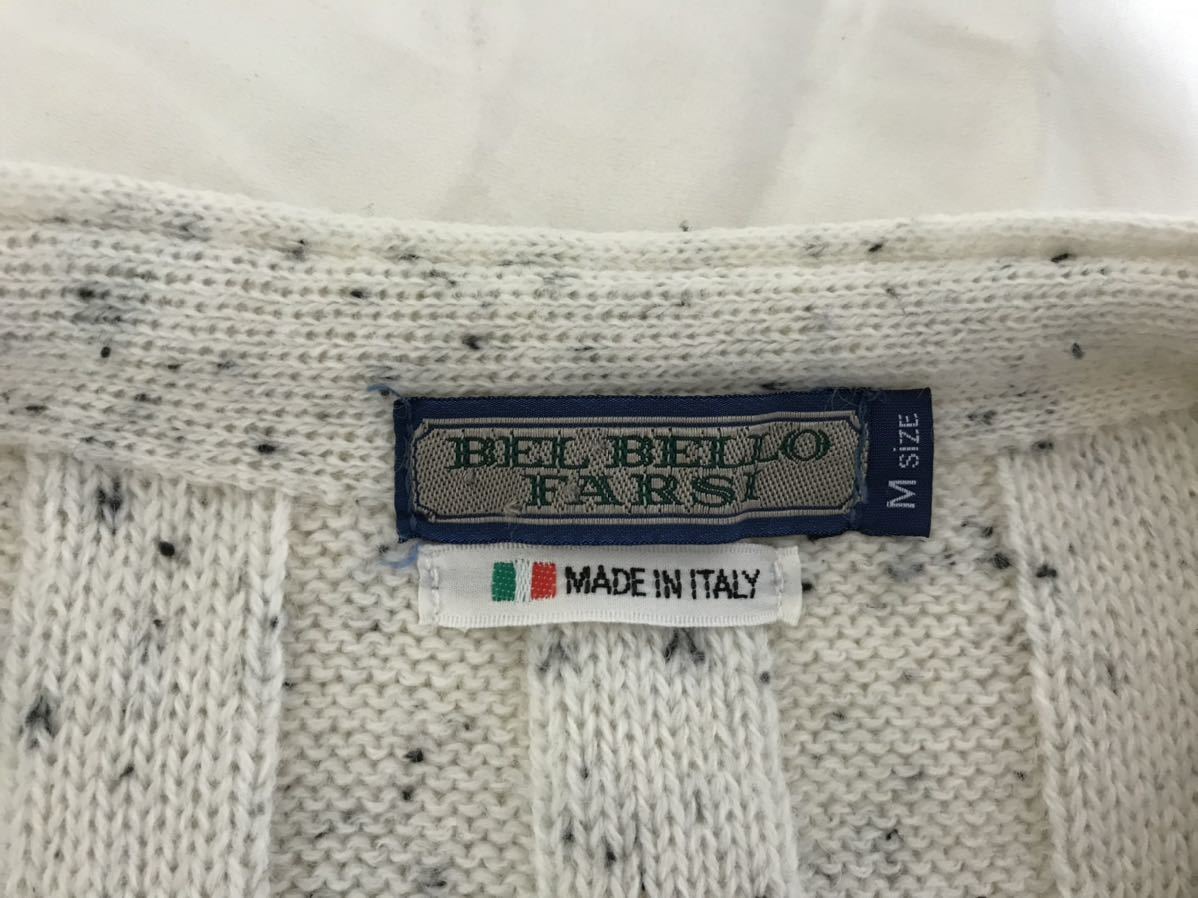 BEL BELLO
FARSI
M SiZE
MADE IN ITALY